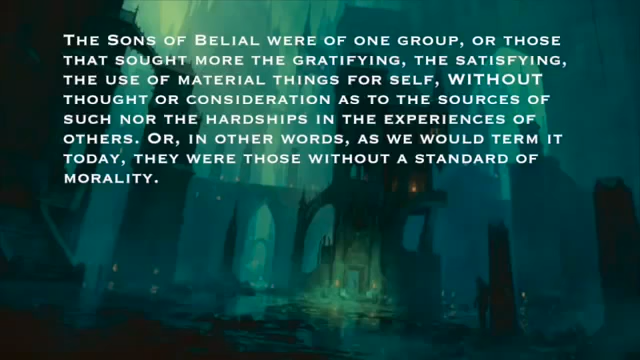 The Sons of Belial were of one group, or those
that sought more the gratifying, the satisfying,
the use of material things for self, WITHOUT
thought or consideration as to the sources of
such nor the hardships in the experiences of
others. Or, in other words, as we would term it
today, they were those without a standard of
morality.